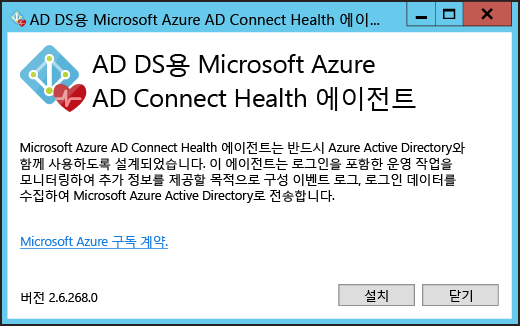 AD DS용 Microsoft Azure AD Connect Health 에이...
AD DS용 Microsoft Azure
AD Connect Health 에이전트
Microsoft Azure AD Connect Health 에이전트는 반드시 Azure Active Directory와
함께 사용하도록 설계되었습니다. 이 에이전트는 로그인을 포함한 운영 작업을
모니터링하여 추가 정보를 제공할 목적으로 구성 이벤트 로그, 로그인 데이터를
수집하여 Microsoft Azure Active Directory로 전송합니다.
Microsoft Azure 구독 계약.
버전 2.6.268.0
설치
닫기